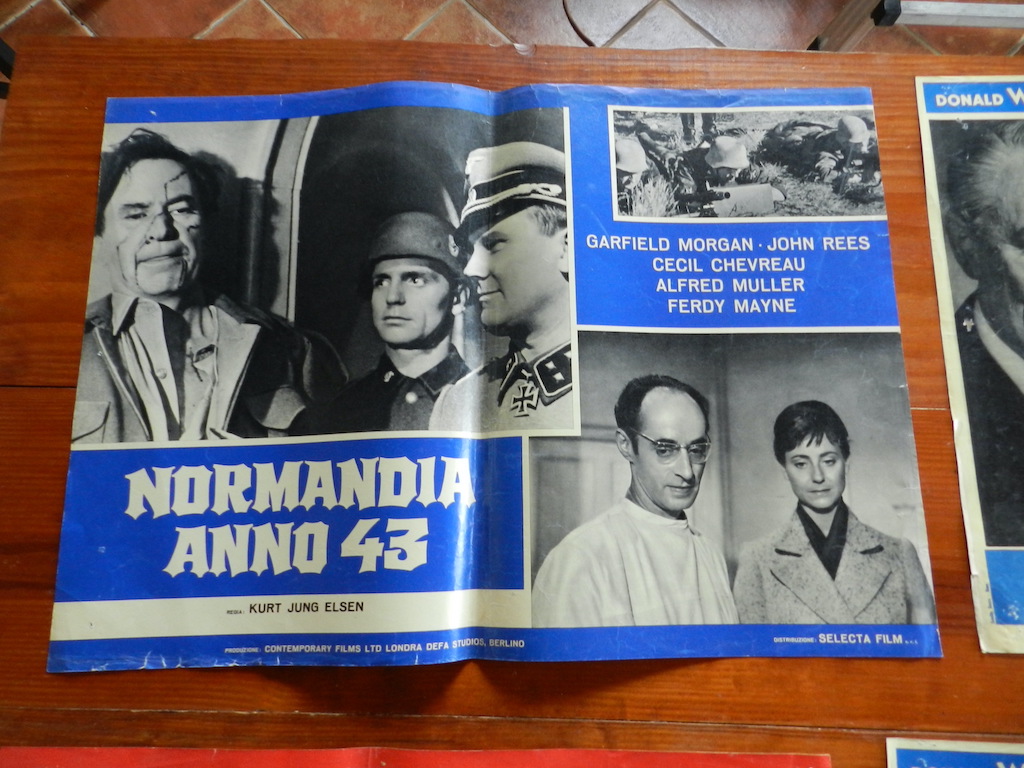 GARFIELD MORGAN · JOHN REES
CECIL CHEVREAU
ALFRED MULLER
FERDY MAYNE
NORMANDIA
ANNO 43
REGIA: KURT JUNG ELSEN
PRODUZIONE: CONTEMPORARY FILMS LTD LONDRA DEFA STUDIOS, BERLINO
DISTRIBUZIONE: SELECTA FILM
DONALD